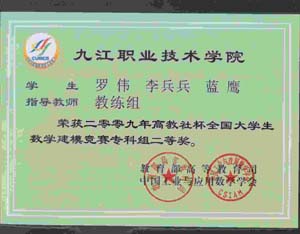 九江职业技术学院
学生 罗伟 李兵兵 蓝鹰
指导教师 教练组
荣获二零零九年高教社杯全国大学生
数学建模竞赛专科组二等奖。
教育部高等教育司
中国工业与应用数学学会
CSIAM